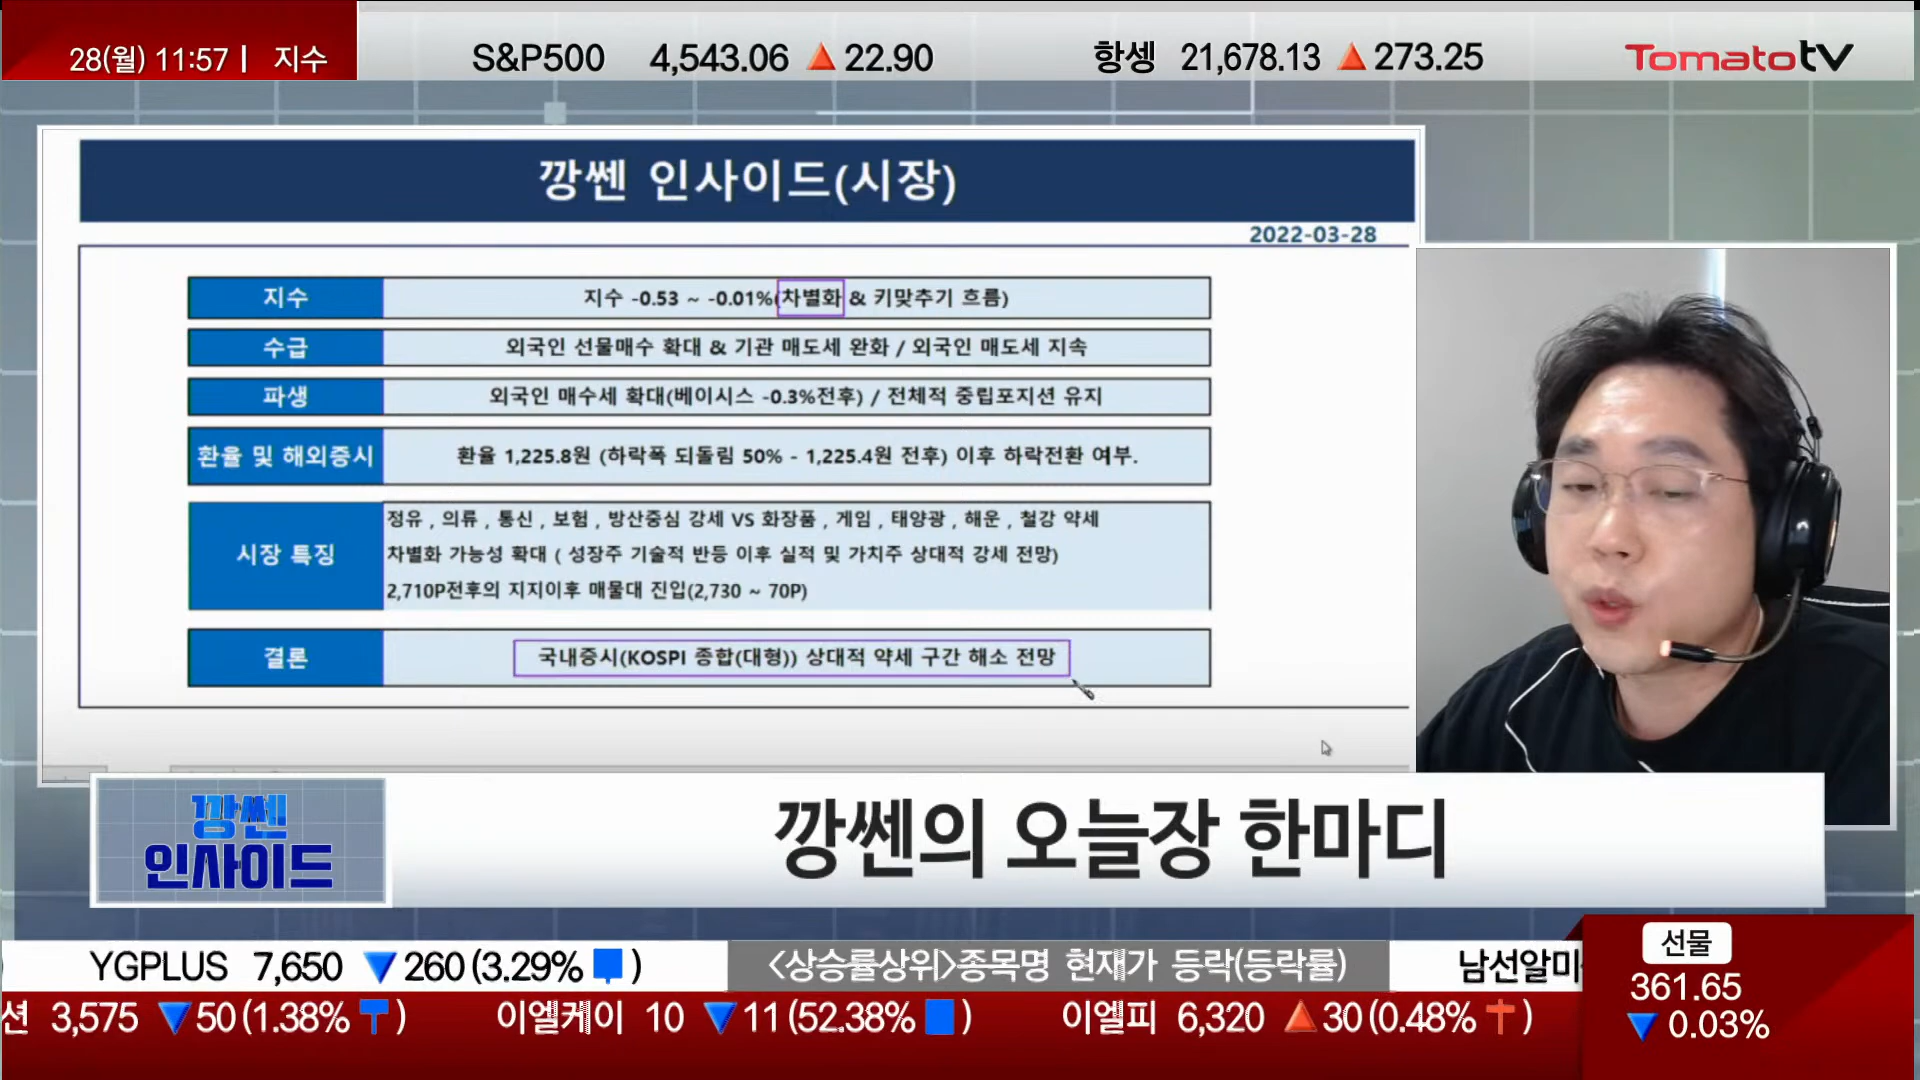 28(월) 11:57 | 지수 S&P500 4,543.06 ▲22.90 항셍 21,678.13 ▲273.25 Tomatotv
깡쎈 인사이드(시장)
2022-03-28
지수 지수 -0.53 ~ -0.01%(차별화 & 키맞추기 흐름)
수급 외국인 선물매수 확대 & 기관 매도세 완화 / 외국인 매도세 지속
파생 외국인 매수세 확대(베이시스 -0.3%전후) / 전체적 중립포지션 유지
환율 및 해외증시 환율 1,225.8원 (하락폭 되돌림 50% - 1,225.4원 전후) 이후 하락전환 여부.
시장 특징
정유 , 의류 , 통신 , 보험 , 방산중심 강세 VS 화장품 , 게임 , 태양광 , 해운 , 철강 약세
차별화 가능성 확대 ( 성장주 기술적 반등 이후 실적 및 가치주 상대적 강세 전망)
2,710P전후의 지지이후 매물대 진입(2,730 ~ 70P)
결론 국내증시(KOSPI 종합(대형)) 상대적 약세 구간 해소 전망
깡쎈
인사이드
깡쎈의 오늘장 한마디
YGPLUS 7,650 ▼260 (3.29% ) <상승률상위>종목명 현재가 등락(등락률) 남선알미
션 3,575 ▼50 (1.38% ) 이엘케이 10 ▼11 (52.38% ) 이엘피 6,320 ▲30 (0.48% )
선물
361.65
▼ 0.03%